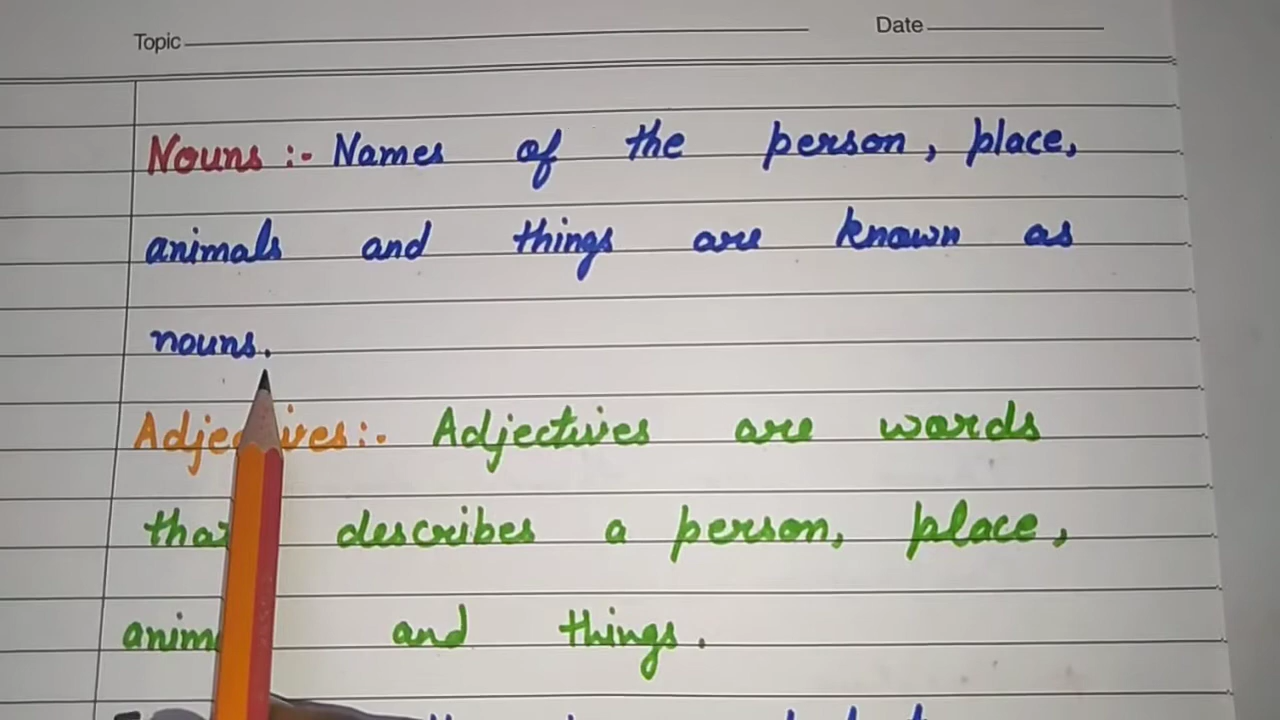 Topic
Date
Nouns :- Names of the person, place,
animals and things are known as
nouns.
Adjectives:- Adjectives are words
that describes a person, place,
and things.